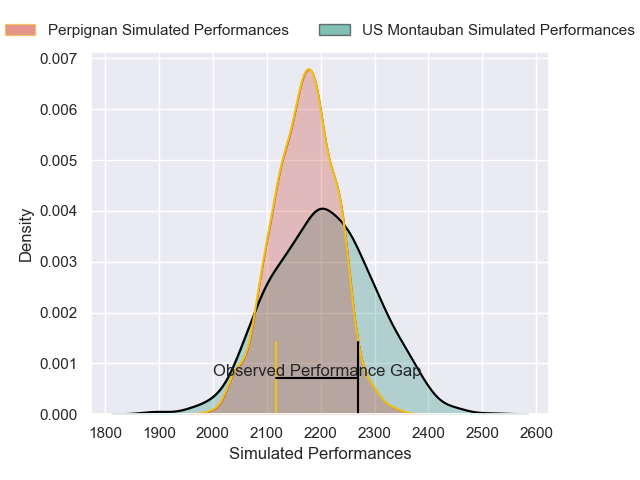 Perpignan Simulated Performances
US Montauban Simulated Performances
0.007
0.006
0.005
0.004
0.003
0.002
0.001
0.000
Density
Observed Performance Gap
1800 1900 2000 2100 2200 2300 2400 2500 2600
Simulated Performances